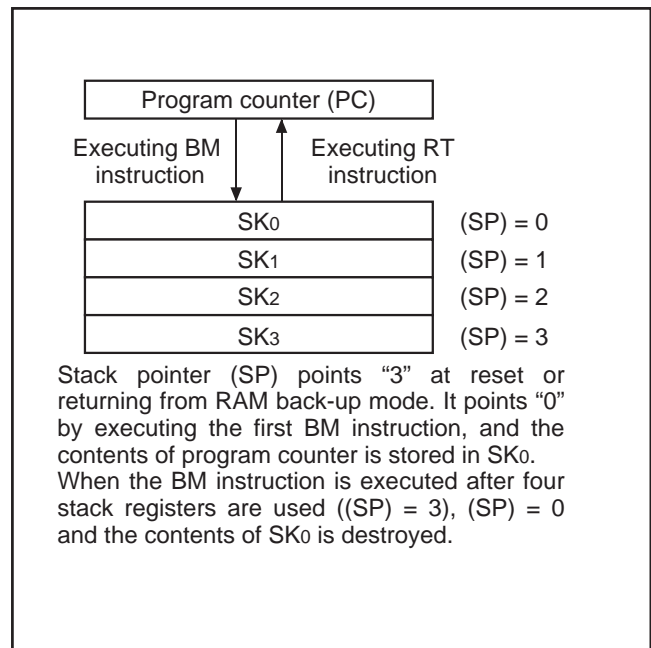 Program counter (PC)
Executing BM
instruction
Executing RT
instruction
SK0 (SP) = 0
SK1 (SP) = 1
SK2 (SP) = 2
SK3 (SP) = 3
Stack pointer (SP) points “3” at reset or
returning from RAM back-up mode. It points “0”
by executing the first BM instruction, and the
contents of program counter is stored in SK0.
When the BM instruction is executed after four
stack registers are used ((SP) = 3), (SP) = 0
and the contents of SK0 is destroyed.